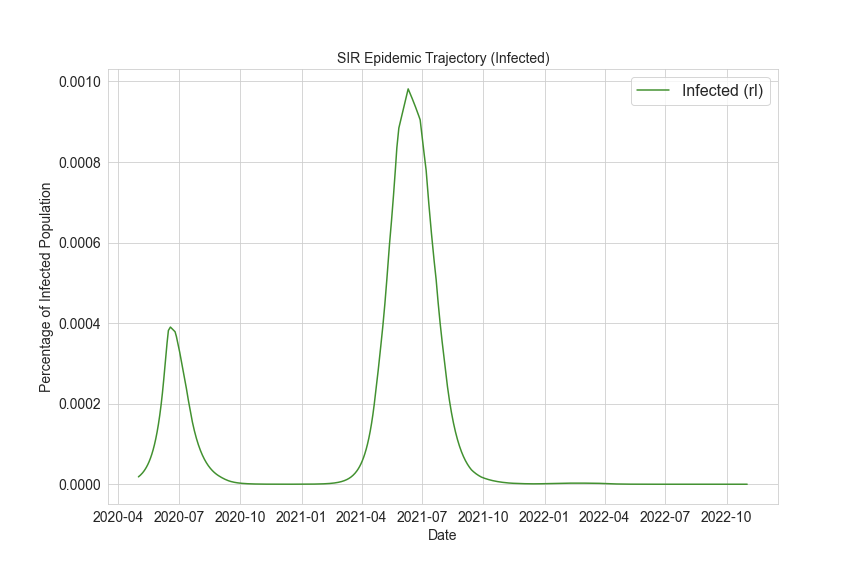 SIR Epidemic Trajectory (Infected)
Infected (rI)
Percentage of Infected Population
0.0010
0.0008
0.0006
0.0004
0.0002
0.0000
2020-04 2020-07 2020-10 2021-01 2021-04 2021-07 2021-10 2022-01 2022-04 2022-07 2022-10
Date